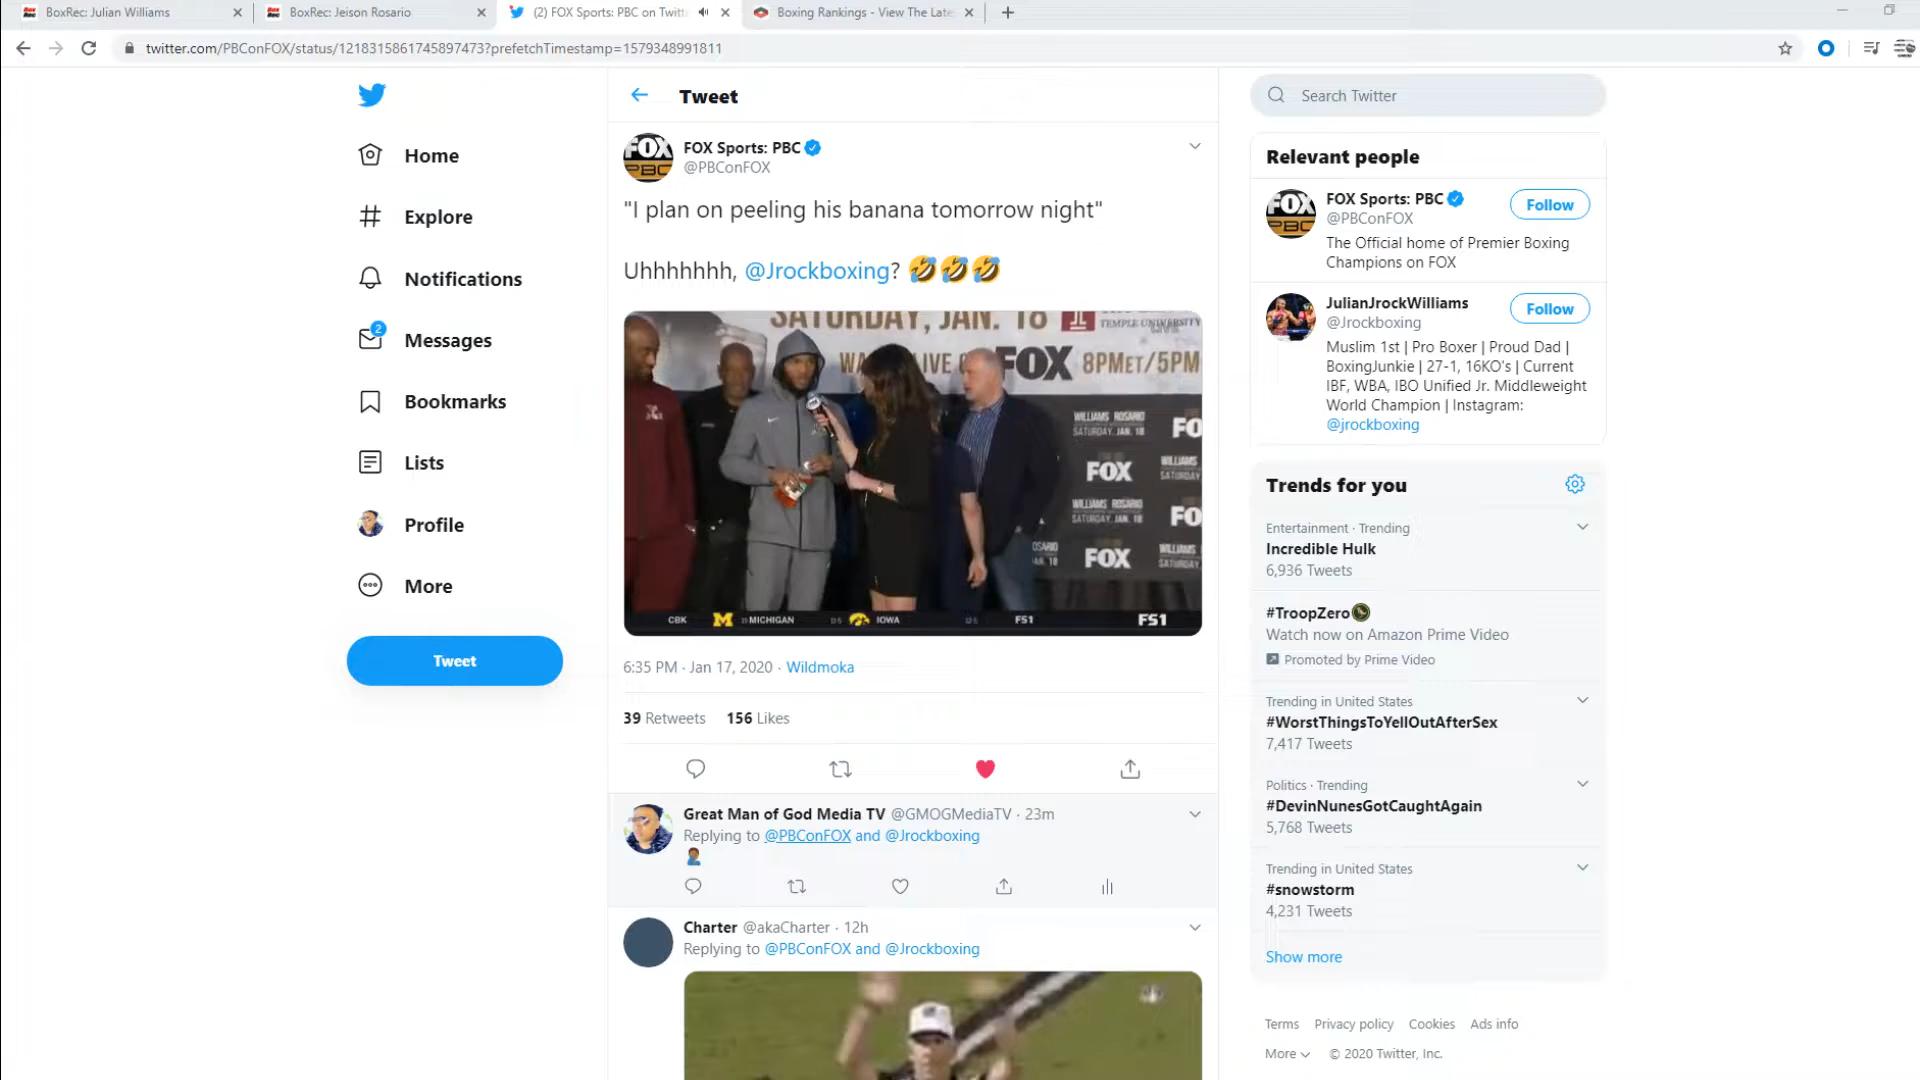 BoxRec: Julian Williams
BoxRec: Jeison Rosario
(2) FOX Sports: PBC on Twitt
Boxing Rankings - View The Late
twitter.com/PBConFOX/status/1218315861745897473?prefetchTimestamp=1579348991811
Home
Explore
Notifications
2
Messages
Bookmarks
Lists
Profile
More
Tweet
Tweet
FOX Sports: PBC
@PBConFOX
"I plan on peeling his banana tomorrow night"
Uhhhhhhh, @Jrockboxing? 🤣🤣🤣
SATURDAY, JAN. 18
TEMPLE UNIVERSITY
FOX 8PMET/5PM
WILLIAMS ROSARIO
SATURDAY, JAN. 18
FOX
WILLIAMS ROSARIO
SATURDAY, JAN. 18
FOX
CBK
MICHIGAN
IOWA
FS1
FS1
6:35 PM · Jan 17, 2020 · Wildmoka
39 Retweets 156 Likes
Great Man of God Media TV @GMOGMediaTV · 23m
Replying to @PBConFOX and @Jrockboxing
Charter @akaCharter · 12h
Replying to @PBConFOX and @Jrockboxing
Search Twitter
Relevant people
FOX Sports: PBC
@PBConFOX
Follow
The Official home of Premier Boxing
Champions on FOX
JulianJrockWilliams
@Jrockboxing
Follow
Muslim 1st | Pro Boxer | Proud Dad |
BoxingJunkie | 27-1, 16KO's | Current
IBF, WBA, IBO Unified Jr. Middleweight
World Champion | Instagram:
@jrockboxing
Trends for you
Entertainment · Trending
Incredible Hulk
6,936 Tweets
#TroopZero
Watch now on Amazon Prime Video
Promoted by Prime Video
Trending in United States
#WorstThingsToYellOutAfterSex
7,417 Tweets
Politics · Trending
#DevinNunesGotCaughtAgain
5,768 Tweets
Trending in United States
#snowstorm
4,231 Tweets
Show more
Terms Privacy policy Cookies Ads info
More © 2020 Twitter, Inc.